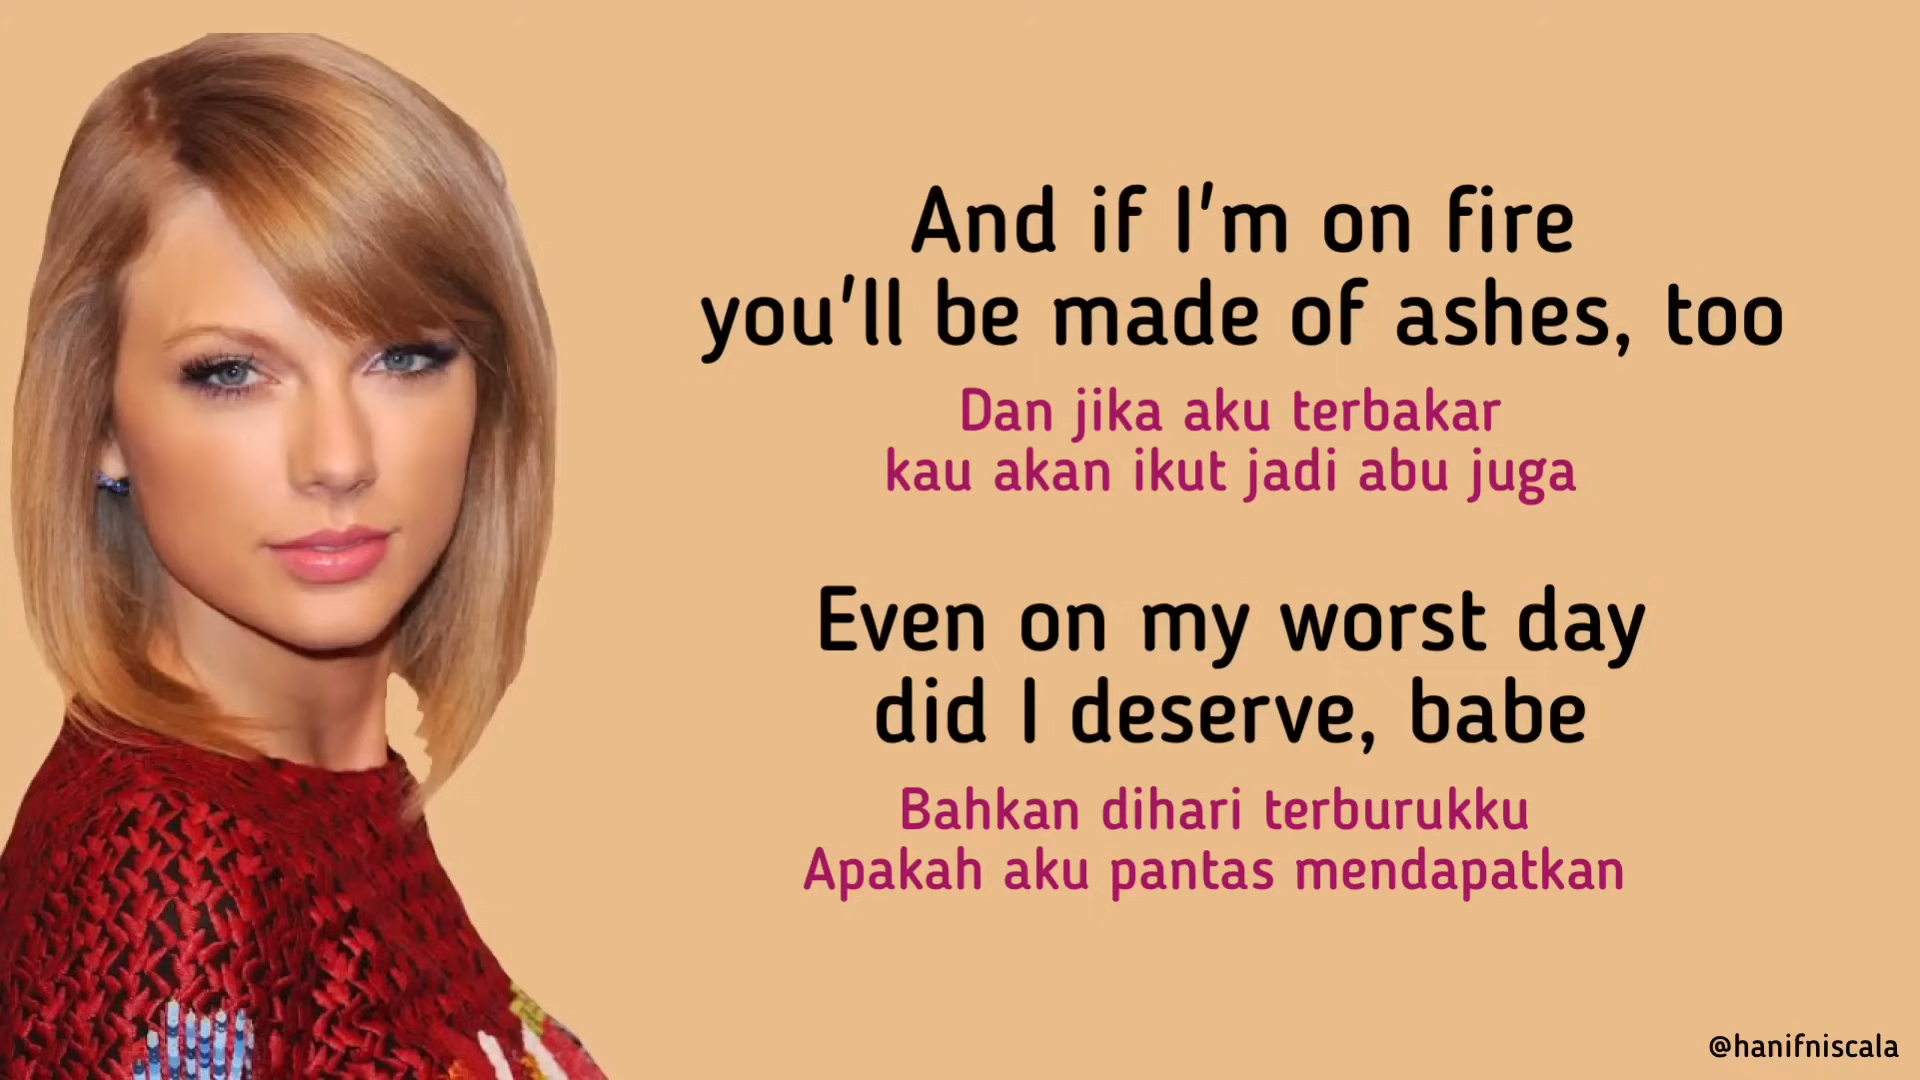 And if I'm on fire
you'll be made of ashes, too
Dan jika aku terbakar
kau akan ikut jadi abu juga
Even on my worst day
did I deserve, babe
Bahkan dihari terburukku
Apakah aku pantas mendapatkan
@hanifniscala